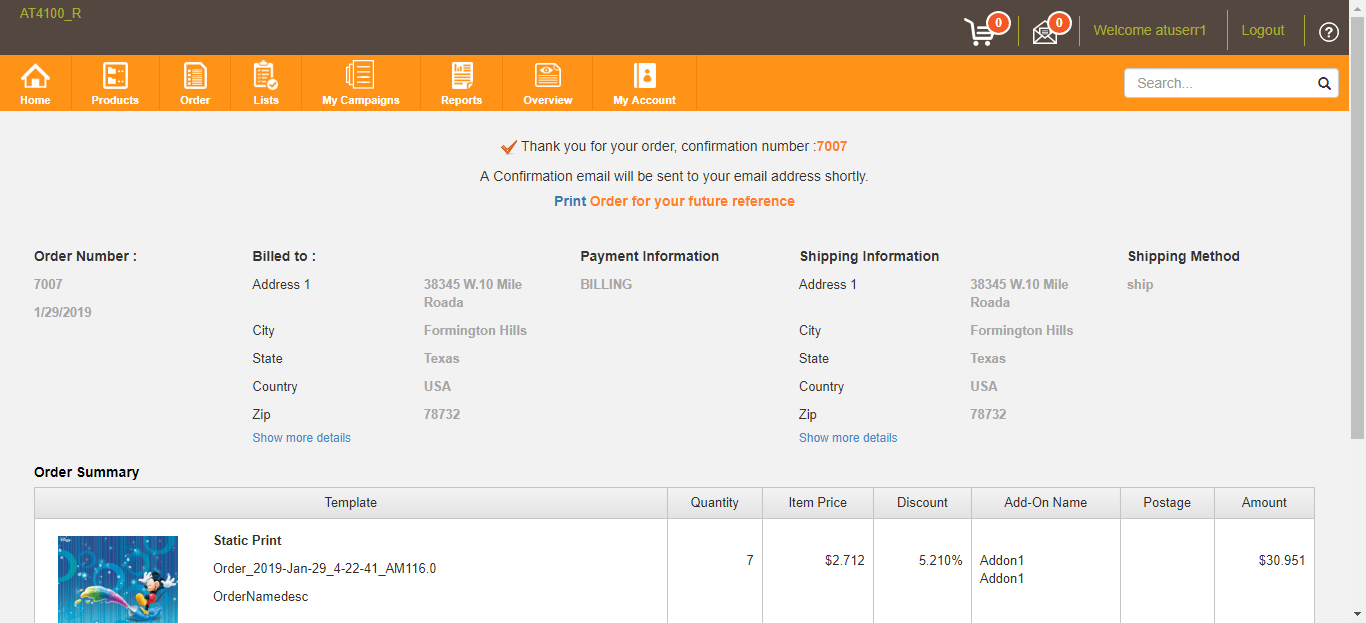 AT4100_R
0
0
Welcome atuserr1
Logout
?
Home
Products
Order
Lists
My Campaigns
Reports
Overview
My Account
Search...
Thank you for your order, confirmation number :7007
A Confirmation email will be sent to your email address shortly.
Print Order for your future reference
Order Number :
7007
1/29/2019
Billed to :
Address 1
38345 W.10 Mile
Roada
City
Formington Hills
State
Texas
Country
USA
Zip
78732
Show more details
Payment Information
BILLING
Shipping Information
Address 1
38345 W.10 Mile
Roada
City
Formington Hills
State
Texas
Country
USA
Zip
78732
Show more details
Shipping Method
ship
Order Summary
Template
Quantity
Item Price
Discount
Add-On Name
Postage
Amount
Static Print
Order_2019-Jan-29_4-22-41_AM116.0
OrderNamedesc
7
$2.712
5.210%
Addon1
Addon1
$30.951